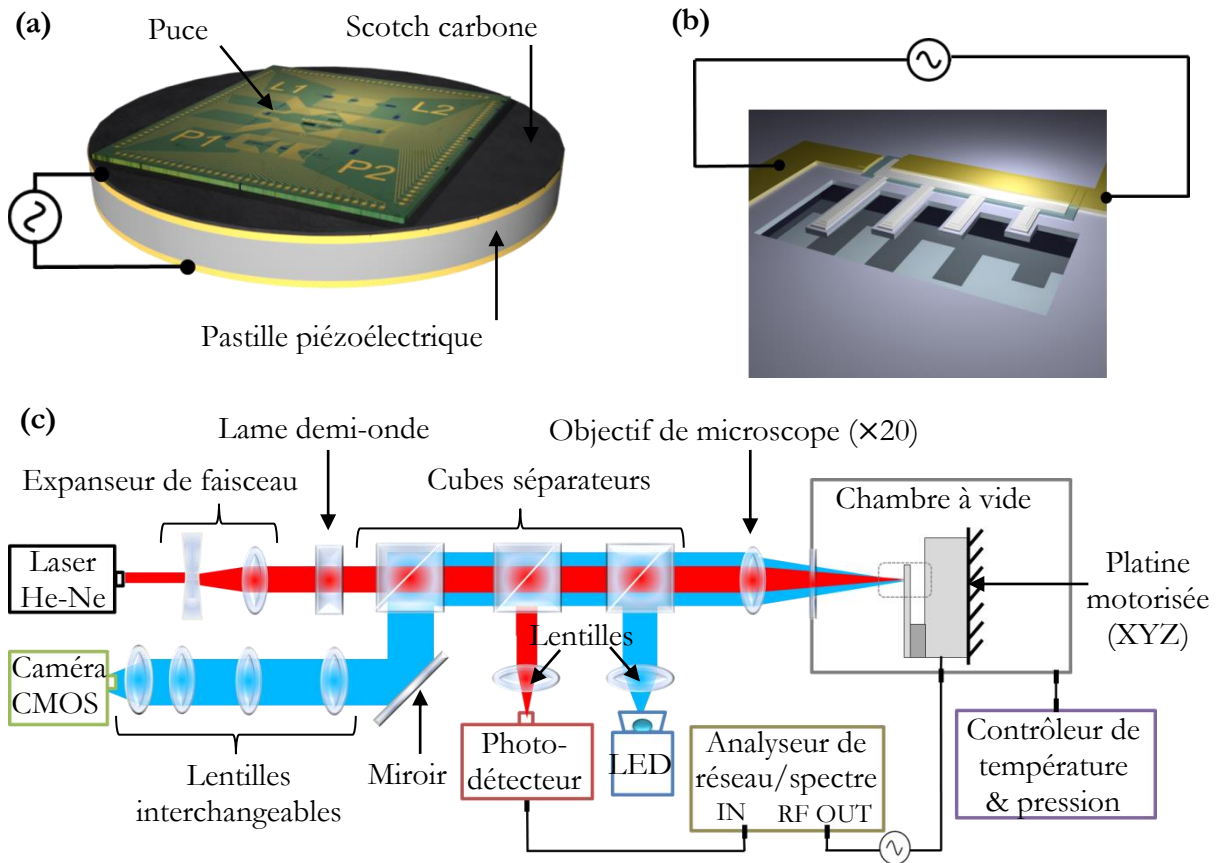 (a)
Puce
Scotch carbone
L1
L2
P1
P2
Pastille piézoélectrique
(b)
(c)
Lame demi-onde
Objectif de microscope (×20)
Expanseur de faisceau
Cubes séparateurs
Chambre à vide
Laser
He-Ne
Platine
motorisée
(XYZ)
Lentilles
Caméra
CMOS
Lentilles
interchangeables
Miroir
Photo-
détecteur
LED
Analyseur de
réseau/spectre
IN
RF OUT
Contrôleur de
température
& pression